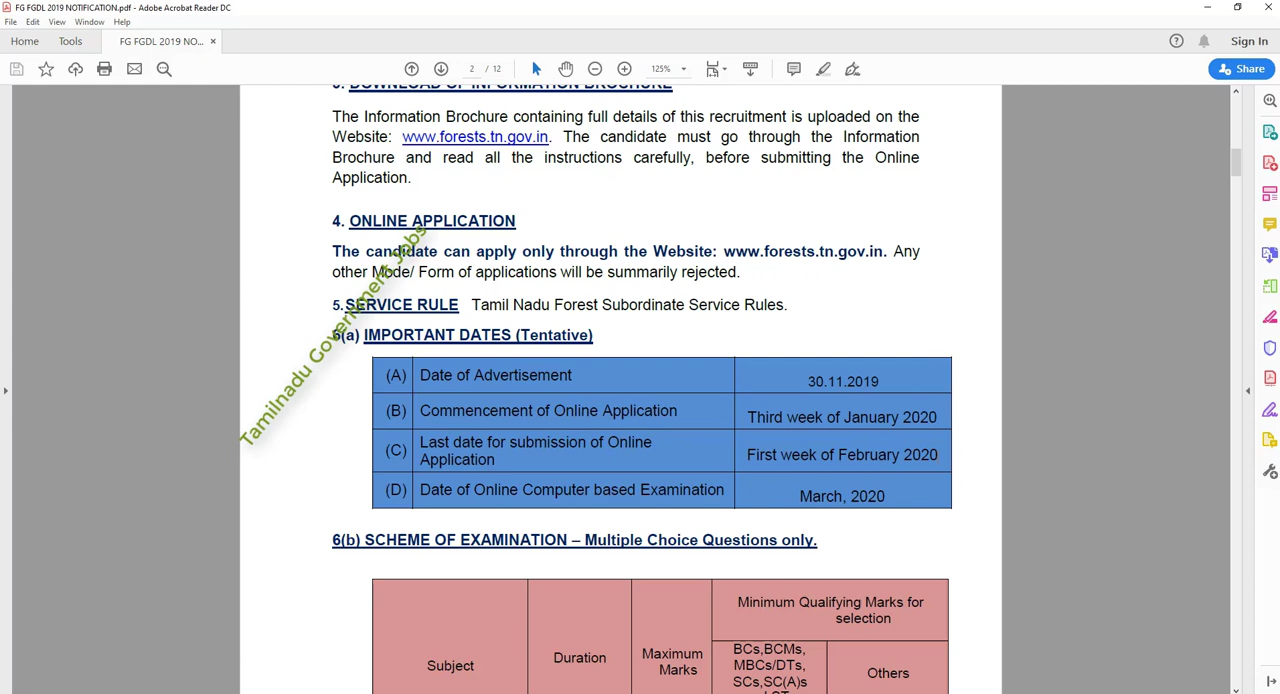 FG FGDL 2019 NOTIFICATION.pdf - Adobe Acrobat Reader DC
File Edit View Window Help
Home Tools FG FGDL 2019 NO... × Sign In
2 / 12 125% Share
3. DOWNLOAD OF INFORMATION BROCHURE
The Information Brochure containing full details of this recruitment is uploaded on the
Website: www.forests.tn.gov.in. The candidate must go through the Information
Brochure and read all the instructions carefully, before submitting the Online
Application.
4. ONLINE APPLICATION
The candidate can apply only through the Website: www.forests.tn.gov.in. Any
other Mode/ Form of applications will be summarily rejected.
5.SERVICE RULE Tamil Nadu Forest Subordinate Service Rules.
6(a) IMPORTANT DATES (Tentative)
Tamilnadu Government Jobs
(A) Date of Advertisement 30.11.2019
(B) Commencement of Online Application Third week of January 2020
(C) Last date for submission of Online
Application First week of February 2020
(D) Date of Online Computer based Examination March, 2020
6(b) SCHEME OF EXAMINATION – Multiple Choice Questions only.
Minimum Qualifying Marks for
selection
Subject Duration Maximum
Marks
BCs,BCMs,
MBCs/DTs,
SCs,SC(A)s
Others